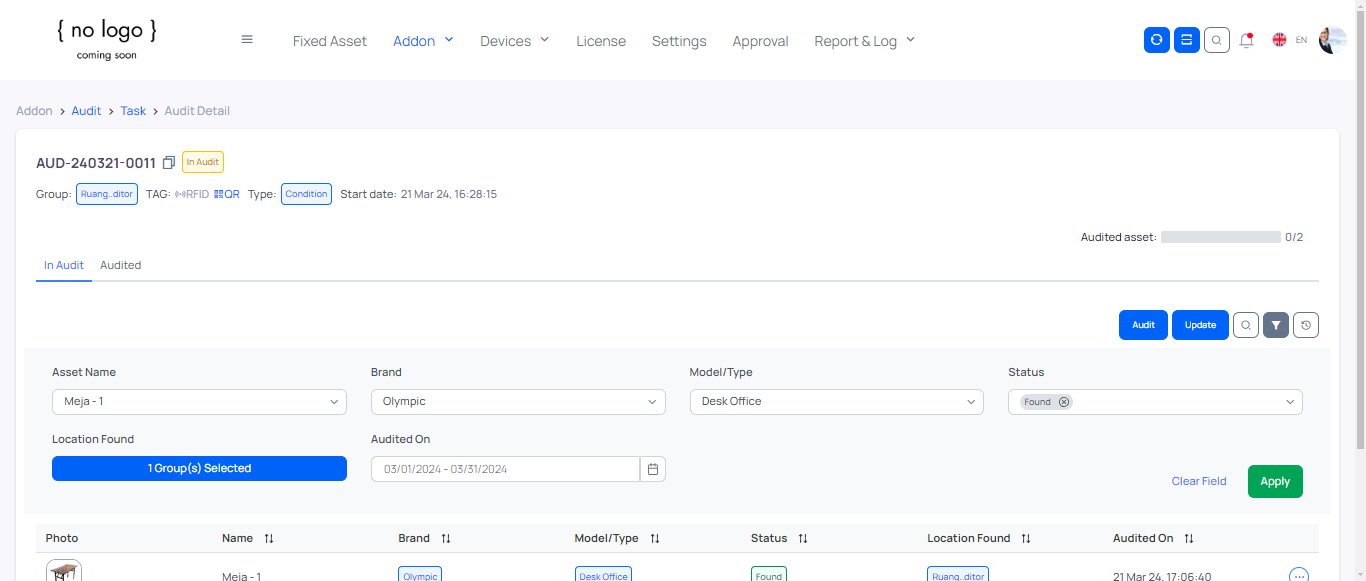 { no logo }
coming soon
Fixed Asset Addon Devices License Settings Approval Report & Log EN
Addon > Audit > Task > Audit Detail
AUD-240321-0011 In Audit
Group: Ruang..ditor TAG: RFID QR Type: Condition Start date: 21 Mar 24, 16:28:15
Audited asset: 0/2
In Audit Audited
Audit Update
Asset Name Brand Model/Type Status
Meja - 1 Olympic Desk Office Found
Location Found Audited On
1 Group(s) Selected 03/01/2024 - 03/31/2024
Clear Field Apply
Photo Name Brand Model/Type Status Location Found Audited On
Meja - 1 Olympic Desk Office Found Ruang..ditor 21 Mar 24, 17:06:40